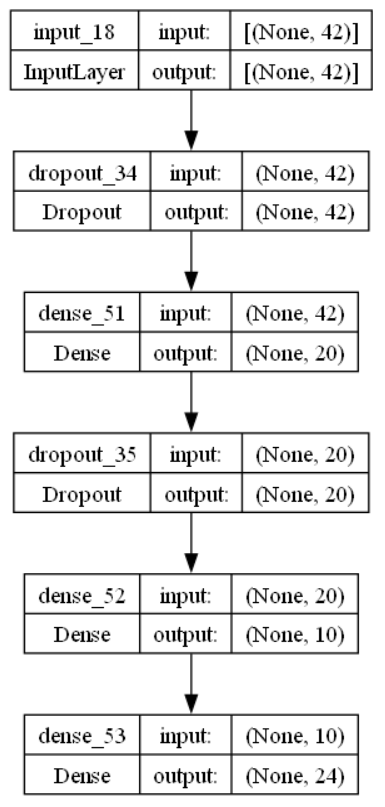 input_18 input: [(None, 42)]
InputLayer output: [(None, 42)]
dropout_34 input: (None, 42)
Dropout output: (None, 42)
dense_51 input: (None, 42)
Dense output: (None, 20)
dropout_35 input: (None, 20)
Dropout output: (None, 20)
dense_52 input: (None, 20)
Dense output: (None, 10)
dense_53 input: (None, 10)
Dense output: (None, 24)